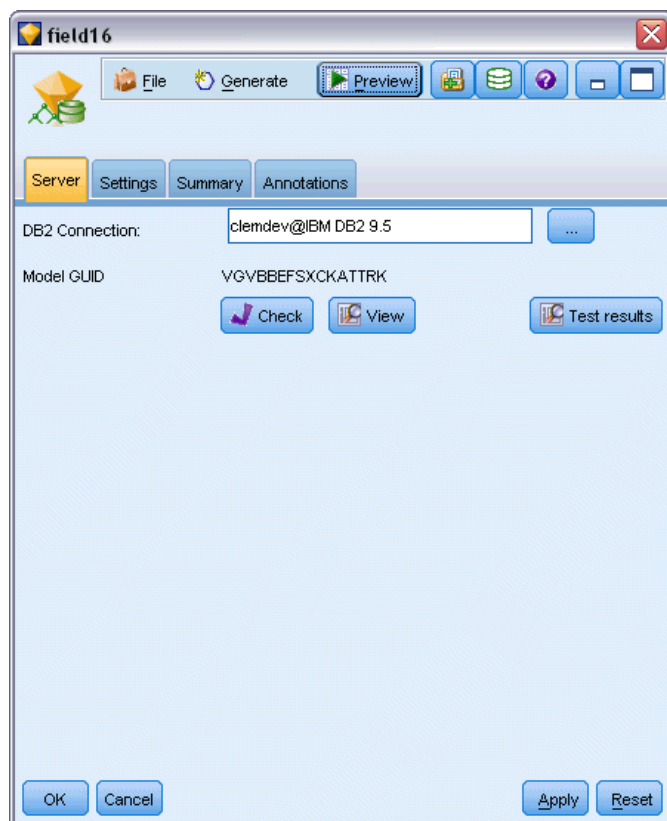 field16
File Generate Preview
Server Settings Summary Annotations
DB2 Connection: clemdev@IBM DB2 9.5 ...
Model GUID VGVBBEFSXCKATTRK
Check View Test results
OK Cancel Apply Reset